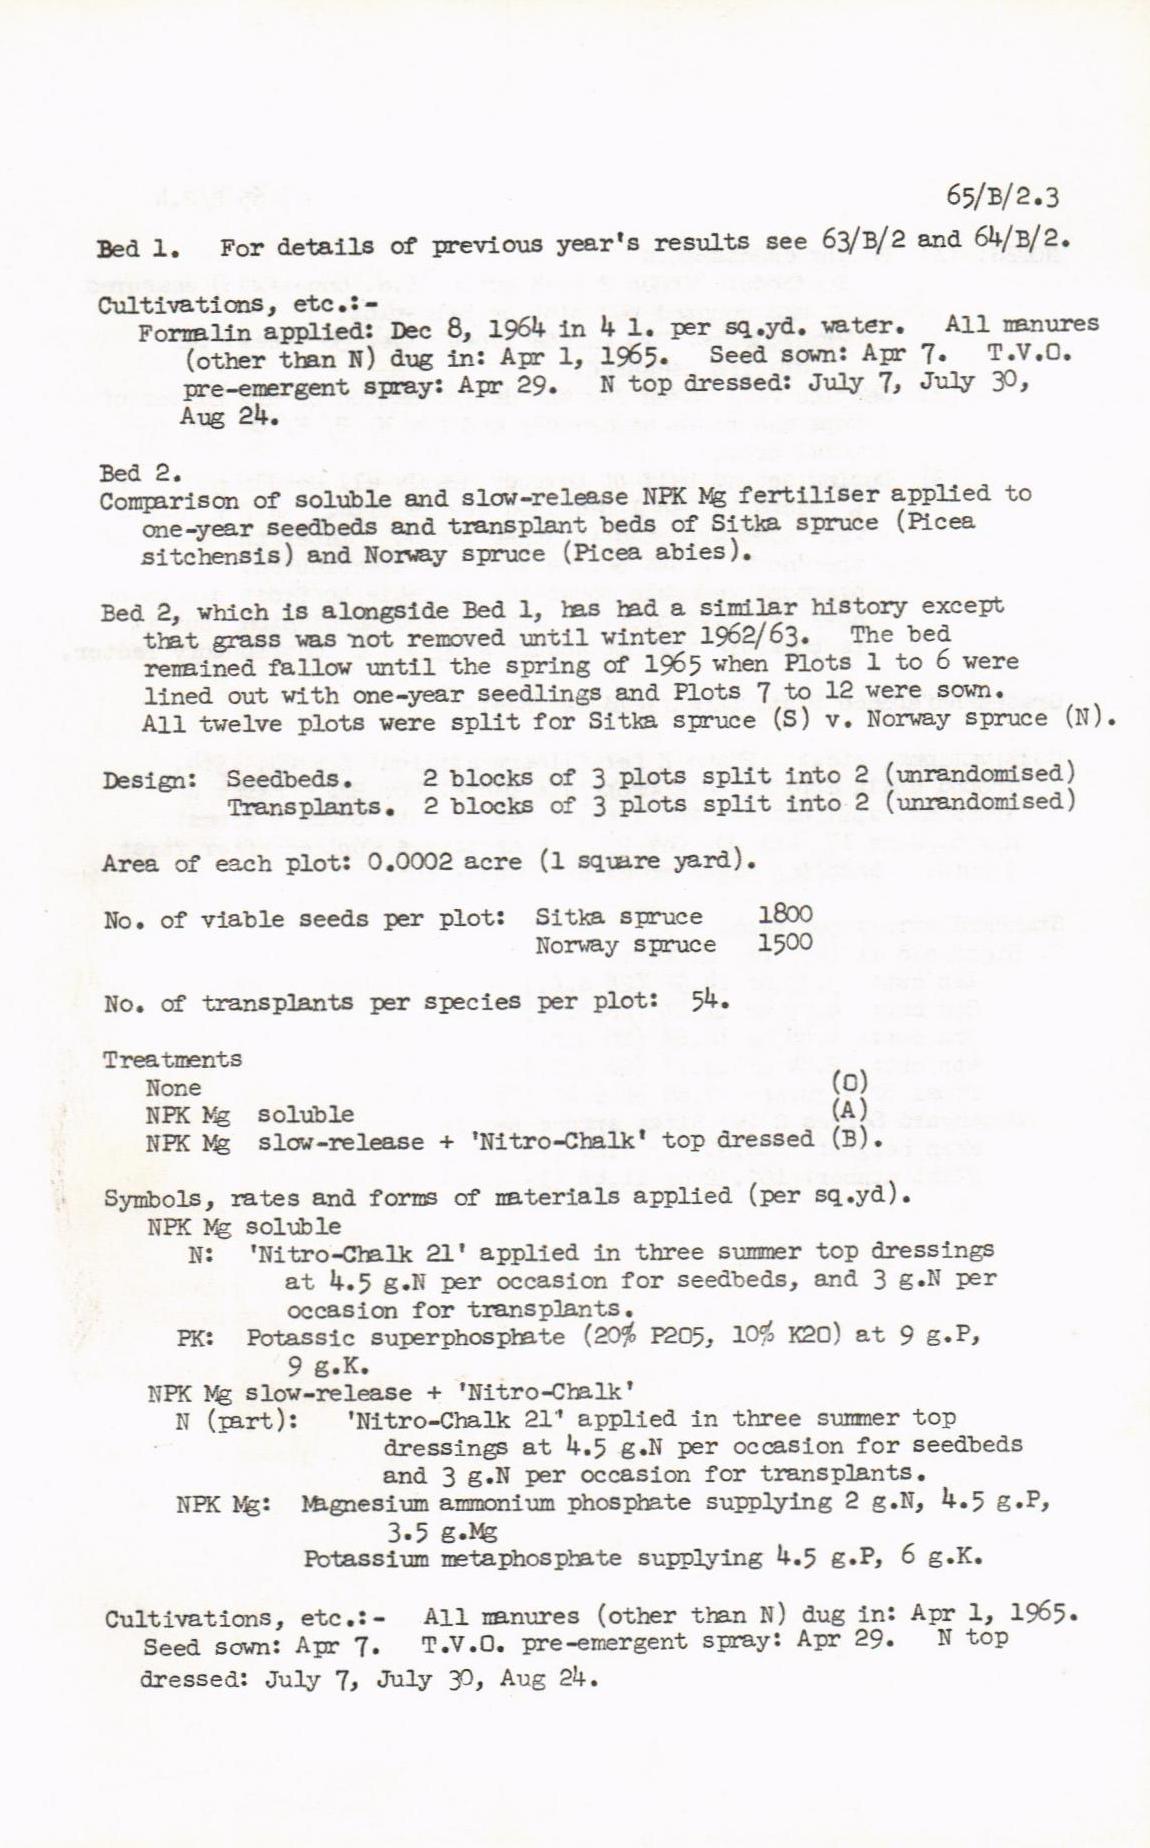 65/B/2.3
Bed 1. For details of previous year's results see 63/B/2 and 64/B/2.
Cultivations, etc.:-
Formalin applied: Dec 8, 1964 in 4 l. per sq.yd. water. All manures
(other than N) dug in: Apr 1, 1965. Seed sown: Apr 7. T.V.O.
pre-emergent spray: Apr 29. N top dressed: July 7, July 30,
Aug 24.
Bed 2.
Comparison of soluble and slow-release NPK Mg fertiliser applied to
one-year seedbeds and transplant beds of Sitka spruce (Picea
sitchensis) and Norway spruce (Picea abies).
Bed 2, which is alongside Bed 1, has had a similar history except
that grass was not removed until winter 1962/63. The bed
remained fallow until the spring of 1965 when Plots 1 to 6 were
lined out with one-year seedlings and Plots 7 to 12 were sown.
All twelve plots were split for Sitka spruce (S) v. Norway spruce (N).
Design: Seedbeds. 2 blocks of 3 plots split into 2 (unrandomised)
Transplants. 2 blocks of 3 plots split into 2 (unrandomised)
Area of each plot: 0.0002 acre (1 square yard).
No. of viable seeds per plot: Sitka spruce 1800
Norway spruce 1500
No. of transplants per species per plot: 54.
Treatments
None (O)
NPK Mg soluble (A)
NPK Mg slow-release + 'Nitro-Chalk' top dressed (B).
Symbols, rates and forms of materials applied (per sq.yd).
NPK Mg soluble
N: 'Nitro-Chalk 21' applied in three summer top dressings
at 4.5 g.N per occasion for seedbeds, and 3 g.N per
occasion for transplants.
PK: Potassic superphosphate (20% P2O5, 10% K2O) at 9 g.P,
9 g.K.
NPK Mg slow-release + 'Nitro-Chalk'
N (part): 'Nitro-Chalk 21' applied in three summer top
dressings at 4.5 g.N per occasion for seedbeds
and 3 g.N per occasion for transplants.
NPK Mg: Magnesium ammonium phosphate supplying 2 g.N, 4.5 g.P,
3.5 g.Mg
Potassium metaphosphate supplying 4.5 g.P, 6 g.K.
Cultivations, etc.:- All manures (other than N) dug in: Apr 1, 1965.
Seed sown: Apr 7. T.V.O. pre-emergent spray: Apr 29. N top
dressed: July 7, July 30, Aug 24.